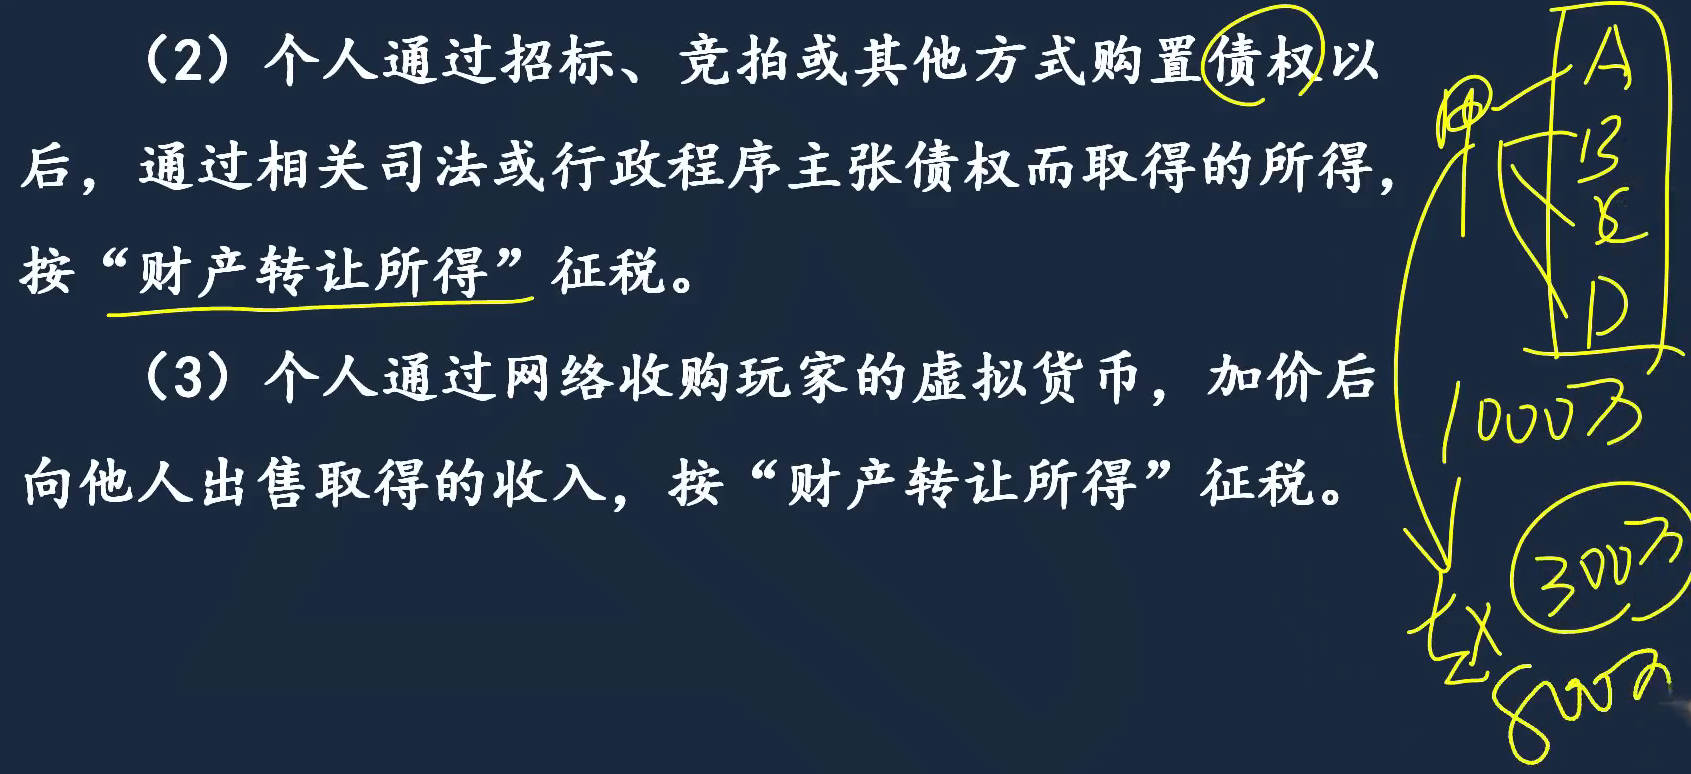 （2）个人通过招标、竞拍或其他方式购置债权以
后，通过相关司法或行政程序主张债权而取得的所得，
按“财产转让所得”征税。
（3）个人通过网络收购玩家的虚拟货币，加价后
向他人出售取得的收入，按“财产转让所得”征税。
甲
A
B
D
1000万
300万
800万